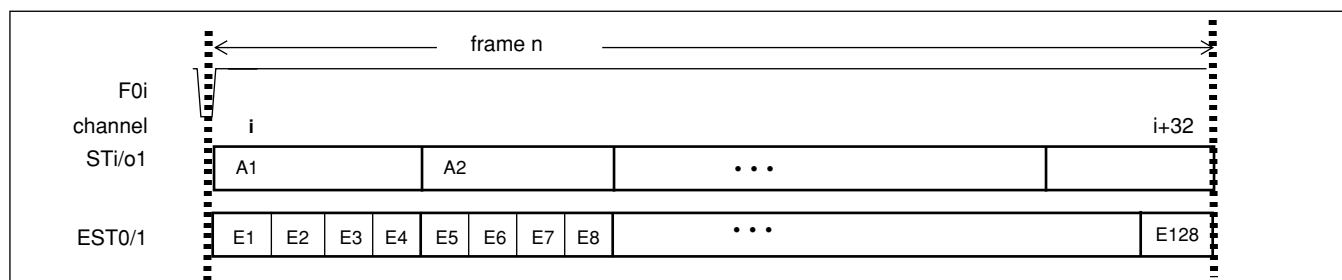 frame n
F0i
channel i i+32
STi/o1 A1 A2 • • •
EST0/1 E1 E2 E3 E4 E5 E6 E7 E8 • • • E128